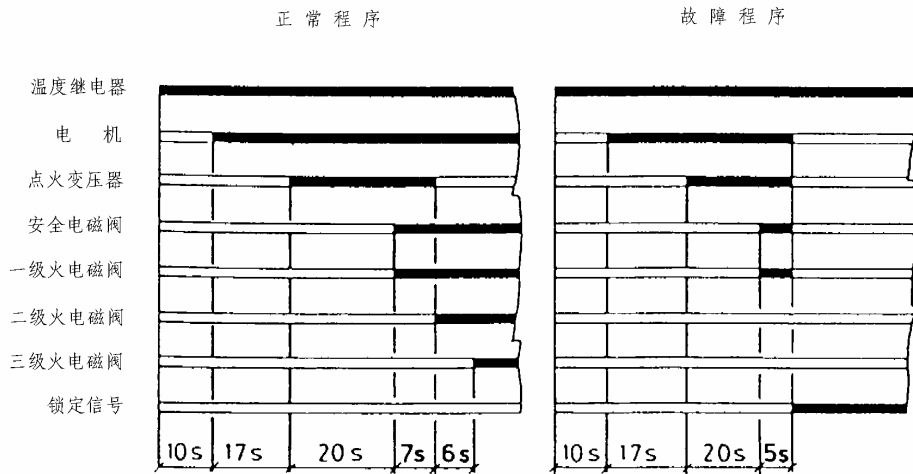 正常程序 故障程序
温度继电器
电机
点火变压器
安全电磁阀
一级火电磁阀
二级火电磁阀
三级火电磁阀
锁定信号
10s 17s 20s 7s 6s 10s 17s 20s 5s